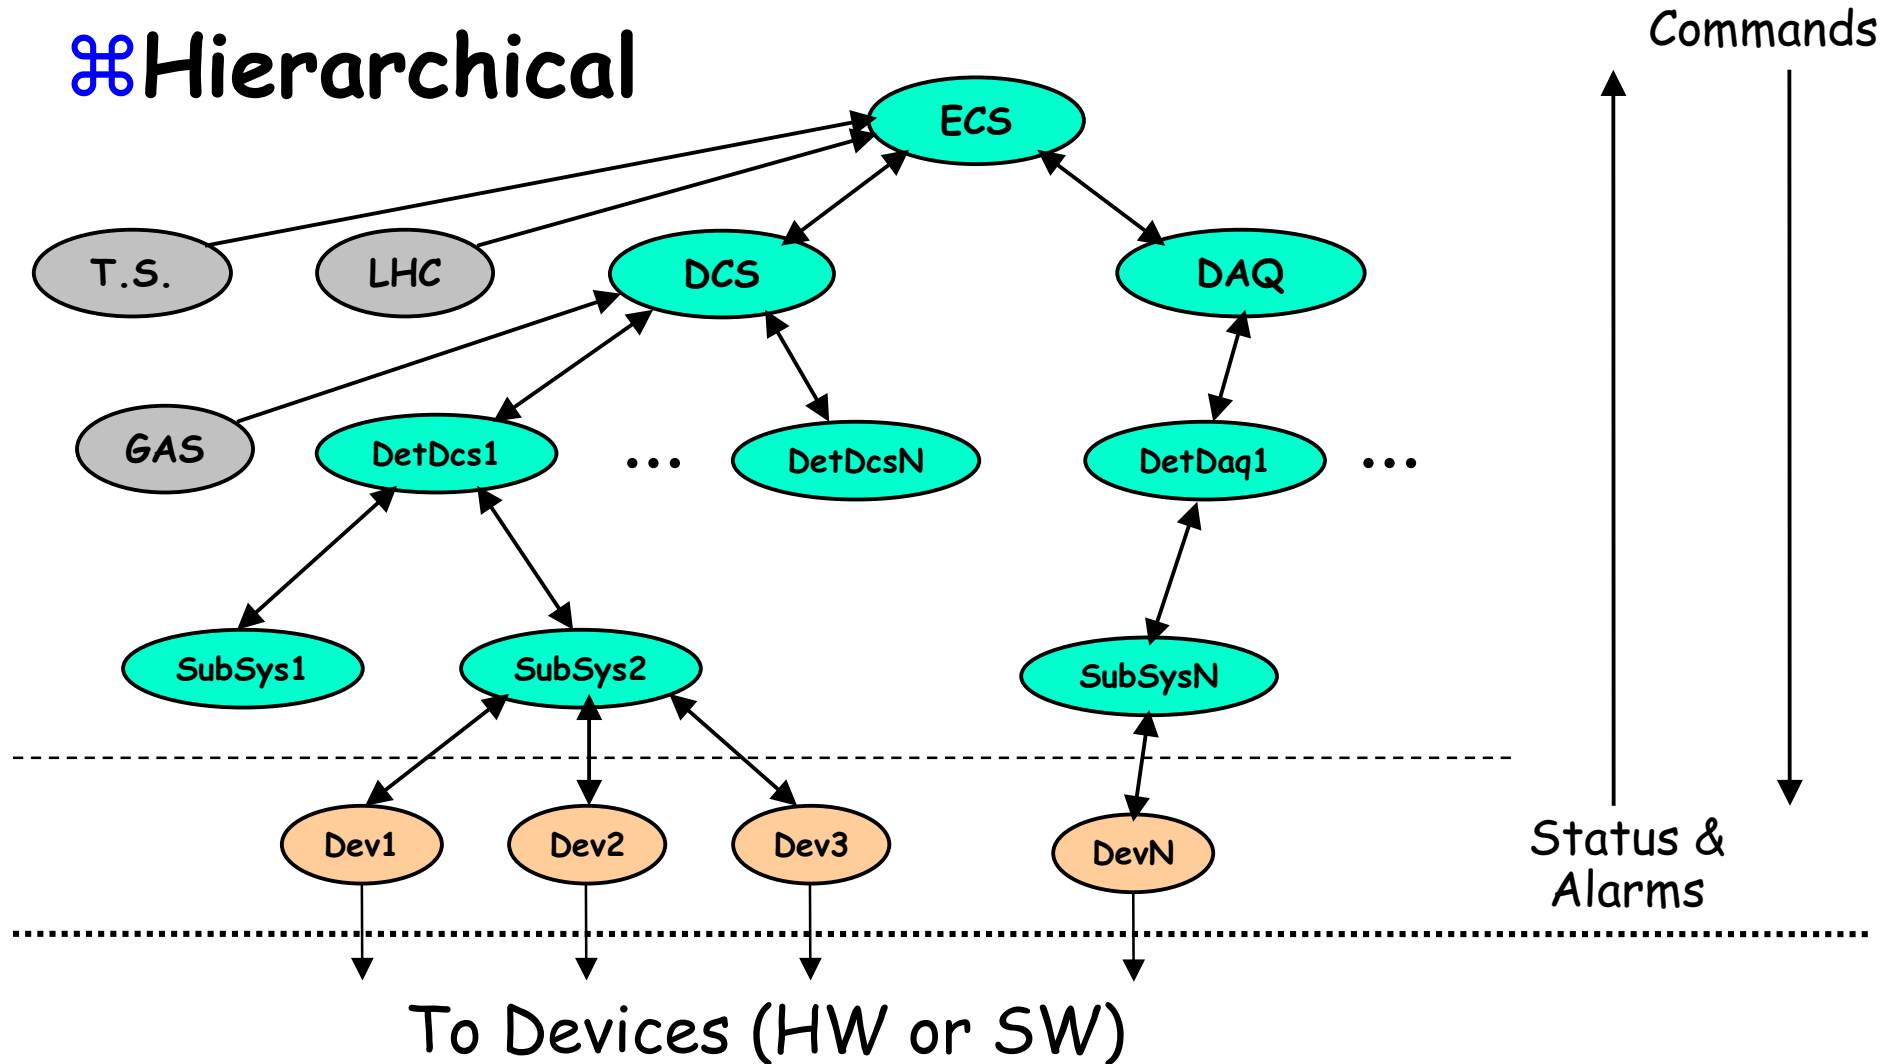 ⌘Hierarchical
Commands
ECS
T.S.
LHC
DCS
DAQ
GAS
DetDcs1
...
DetDcsN
DetDaq1
...
SubSys1
SubSys2
SubSysN
Dev1
Dev2
Dev3
DevN
Status &
Alarms
To Devices (HW or SW)